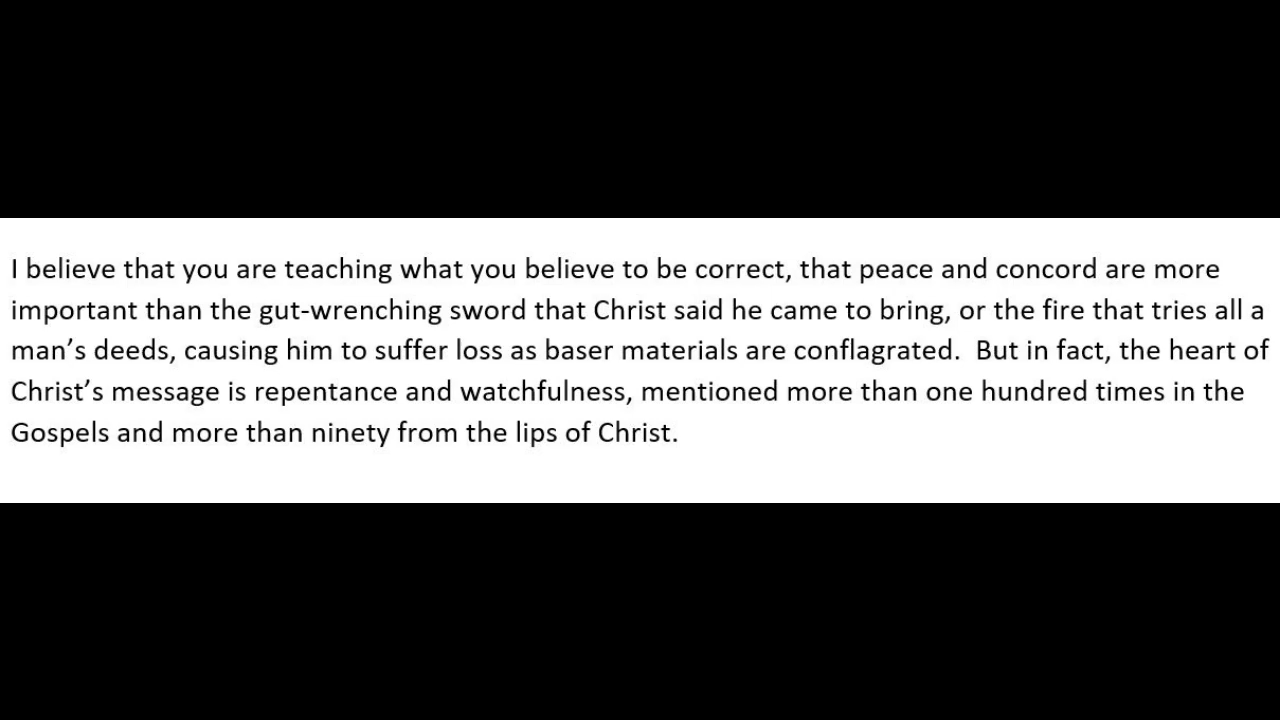 I believe that you are teaching what you believe to be correct, that peace and concord are more
important than the gut-wrenching sword that Christ said he came to bring, or the fire that tries all a
man’s deeds, causing him to suffer loss as baser materials are conflagrated.  But in fact, the heart of
Christ’s message is repentance and watchfulness, mentioned more than one hundred times in the
Gospels and more than ninety from the lips of Christ.